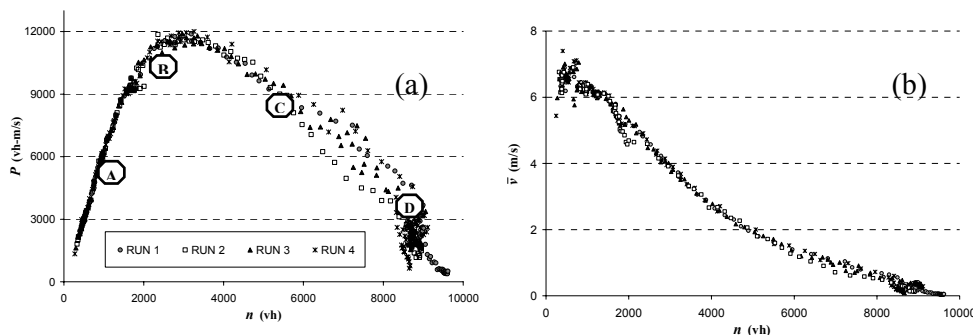 12000
9000
6000
3000
0
P (vh-m/s)
A
B
C
D
(a)
RUN 1 RUN 2 RUN 3 RUN 4
0 2000 4000 6000 8000 10000
n (vh)
8
6
4
2
0
v̄ (m/s)
(b)
0 2000 4000 6000 8000 10000
n (vh)